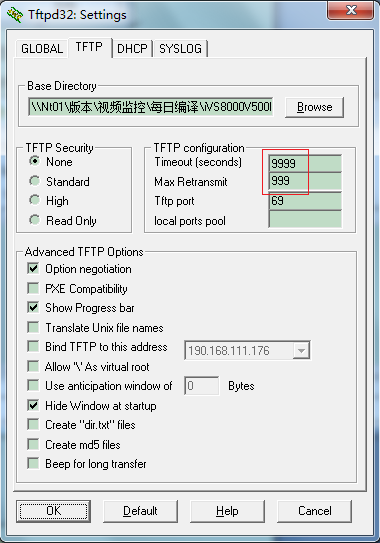 Tftpd32: Settings
GLOBAL TFTP DHCP SYSLOG
Base Directory
\\Nt01\版本\视频监控\每日编译\iVS8000V500I Browse
TFTP Security
None
Standard
High
Read Only
TFTP configuration
Timeout (seconds) 9999
Max Retransmit 999
Tftp port 69
local ports pool
Advanced TFTP Options
Option negotiation
PXE Compatibility
Show Progress bar
Translate Unix file names
Bind TFTP to this address 190.168.111.176
Allow '\' As virtual root
Use anticipation window of 0 Bytes
Hide Window at startup
Create "dir.txt" files
Create md5 files
Beep for long transfer
OK Default Help Cancel